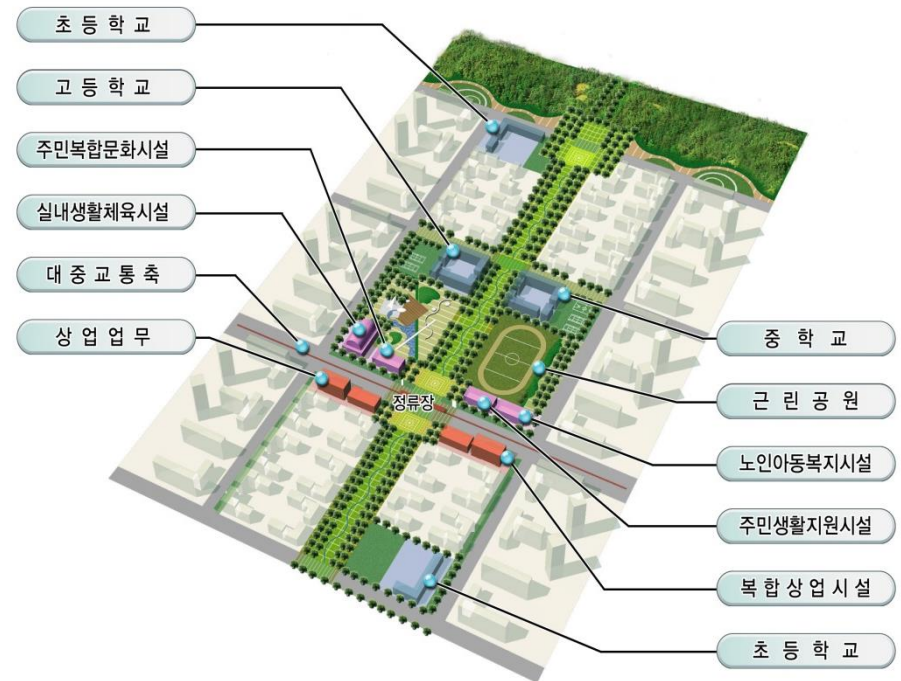 초등학교
고등학교
주민복합문화시설
실내생활체육시설
대중교통축
상업업무
정류장
중학교
근린공원
노인아동복지시설
주민생활지원시설
복합상업시설
초등학교